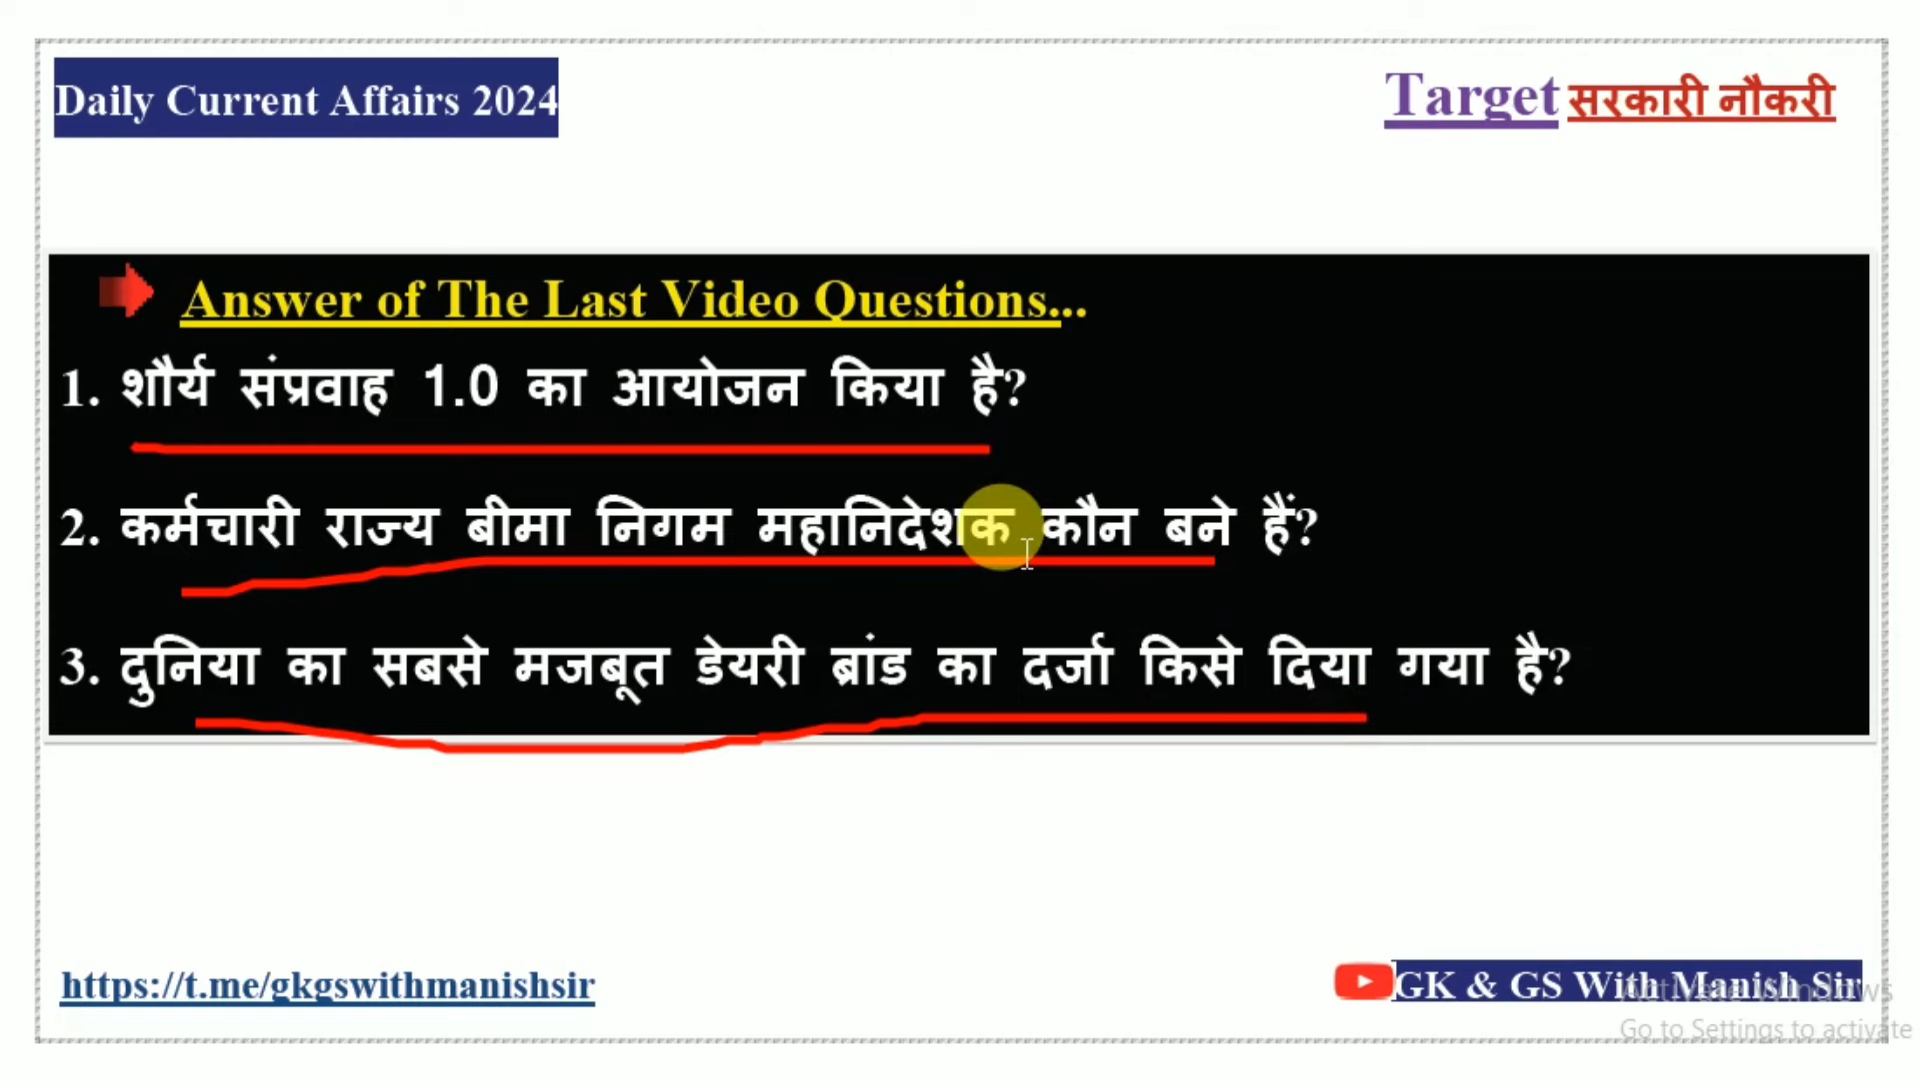 Daily Current Affairs 2024
Target सरकारी नौकरी
Answer of The Last Video Questions...
1. शौर्य संप्रवाह 1.0 का आयोजन किया है?
2. कर्मचारी राज्य बीमा निगम महानिदेशक कौन बने हैं?
3. दुनिया का सबसे मजबूत डेयरी ब्रांड का दर्जा किसे दिया गया है?
https://t.me/gkgswithmanishsir
GK & GS With Manish Sir
Activate Windows
Go to Settings to activate